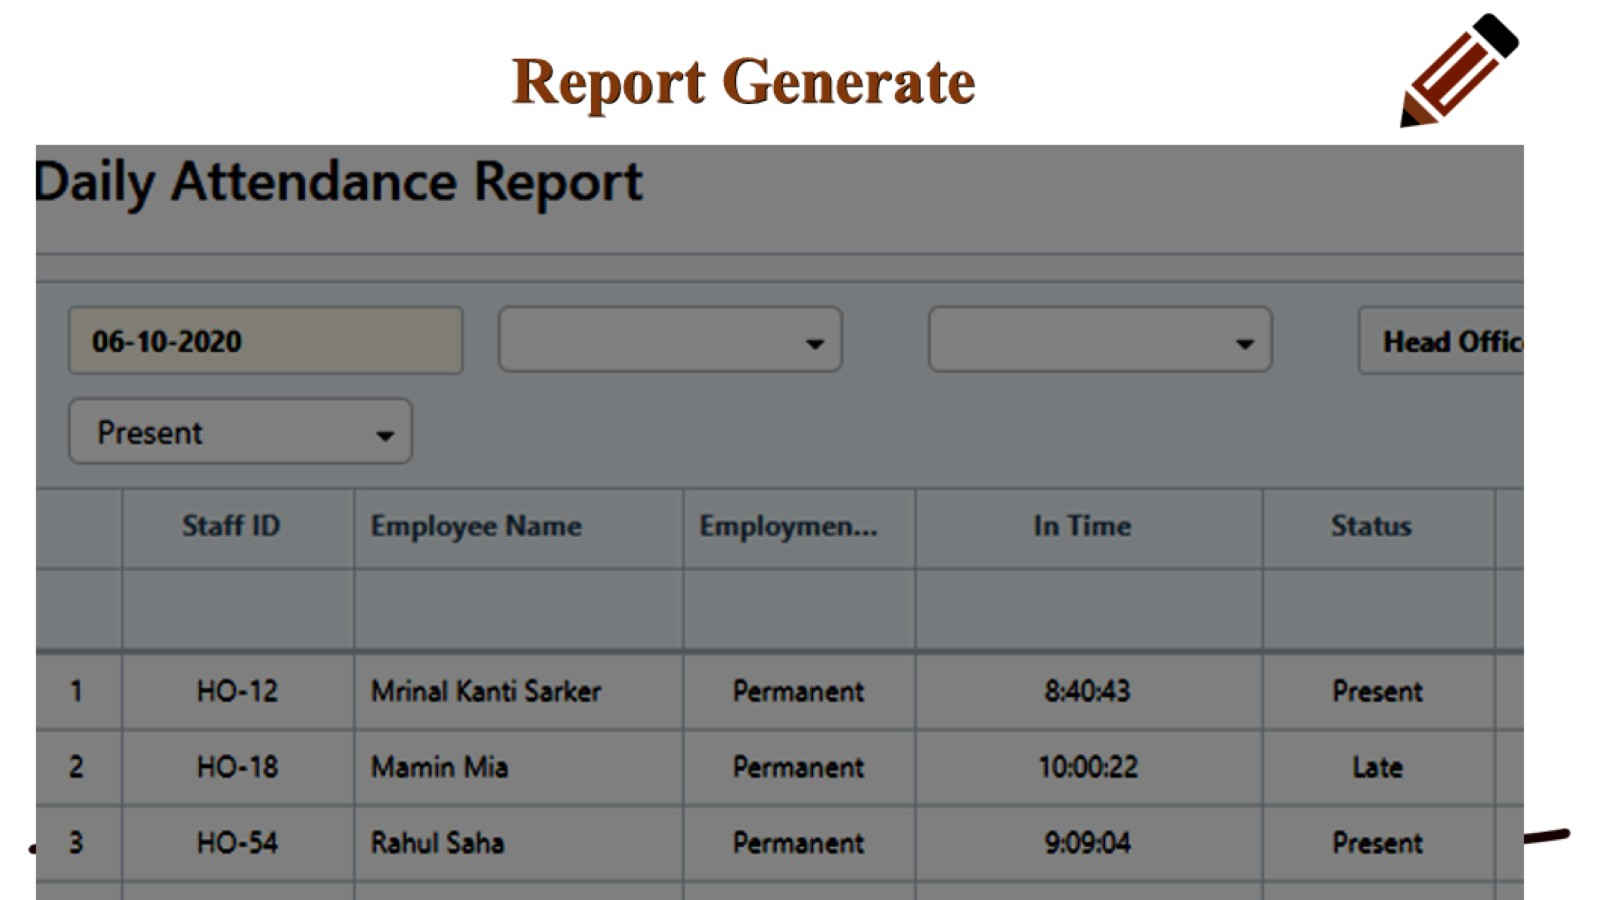 Report Generate
Daily Attendance Report
06-10-2020
Head Offic
Present
Staff ID Employee Name Employmen... In Time Status
1 HO-12 Mrinal Kanti Sarker Permanent 8:40:43 Present
2 HO-18 Mamin Mia Permanent 10:00:22 Late
3 HO-54 Rahul Saha Permanent 9:09:04 Present